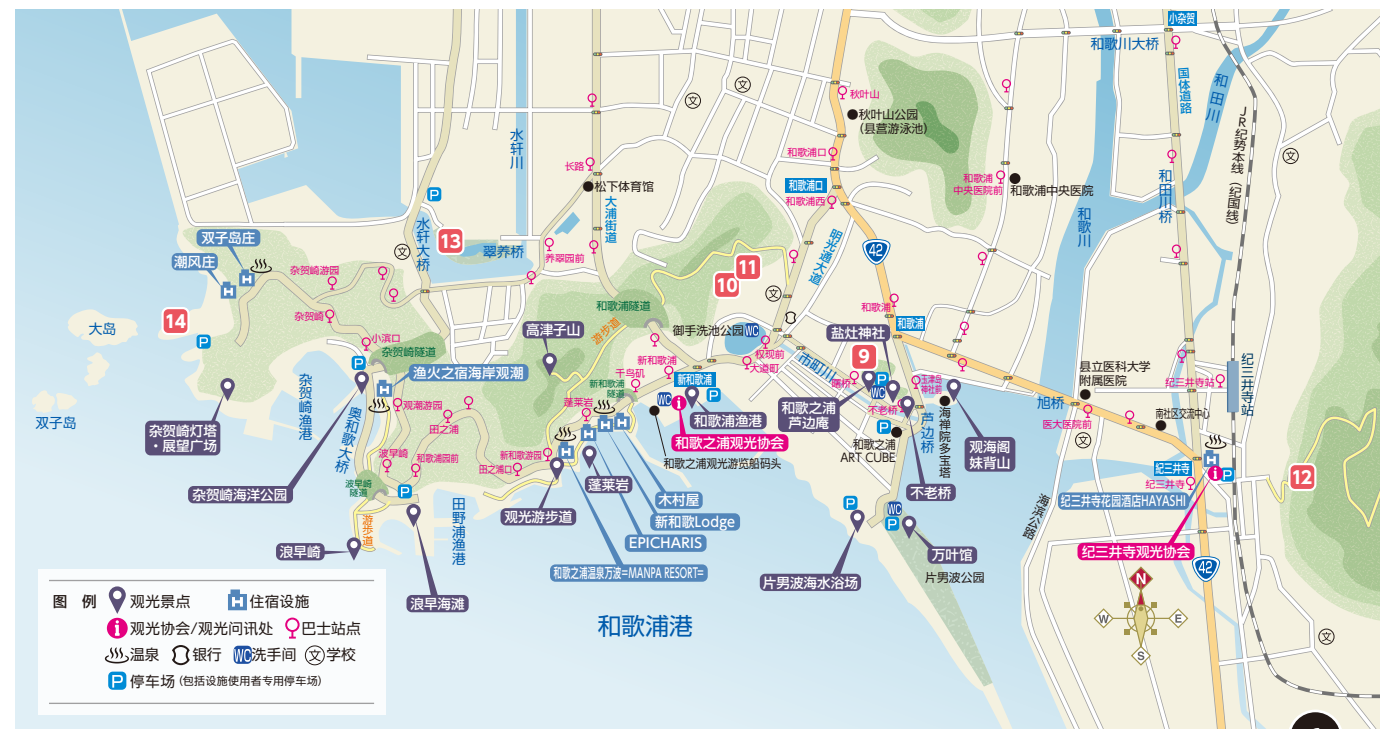 小杂贺
和歌川大桥
国体道路
和田川
JR纪势本线（纪国线）
秋叶山
秋叶山公园
(县营游泳池)
水轩川
长路
松下体育馆
和歌浦口
和歌浦口
和歌浦西
和歌浦
中央医院前
和歌浦中央医院
和歌川
和田川桥
大浦街道
明光通大道
42
水轩大桥
13
翠养桥
养翠园前
双子岛庄
潮风庄
杂贺崎游园
杂贺崎
14
大岛
双子岛
小滨口
杂贺崎隧道
渔火之宿海岸观潮
11
10
和歌浦隧道
游步道
高津子山
御手洗池公园
WC
权现前
大道町
新和歌浦
千鸟矶
新和歌浦
隧道
新和歌浦
和歌浦
和歌浦
盐灶神社
9
市町川
曙桥
WC
玉津岛
神社前
不老桥
县立医科大学
附属医院
旭桥
医大医院前
南社区交流中心
纪三井寺站
纪三井寺站
杂贺崎渔港
奥和歌大桥
杂贺崎灯塔
・展望广场
观潮游园
田之浦
蓬莱岩
WC
和歌浦渔港
和歌之浦观光协会
和歌之浦观光游览船码头
和歌之浦
芦边庵
和歌之浦
ART CUBE
芦边桥
海禅院多宝塔
观海阁
妹背山
纪三井寺
纪三井寺
12
波早崎
和歌浦园前
新和歌游园
田之浦口
波早崎
隧道
杂贺崎海洋公园
蓬莱岩
木村屋
不老桥
纪三井寺花园酒店HAYASHI
观光游步道
新和歌Lodge
WC
海滨公路
游步道
田野浦渔港
EPICHARIS
浪早崎
万叶馆
纪三井寺观光协会
和歌之浦温泉万波=MANPA RESORT=
片男波海水浴场
片男波公园
42
浪早海滩
和歌浦港
N
W
E
S
图 例
观光景点
住宿设施
观光协会/观光问讯处
巴士站点
温泉
银行
WC
洗手间
文
学校
P
停车场 (包括设施使用者专用停车场)